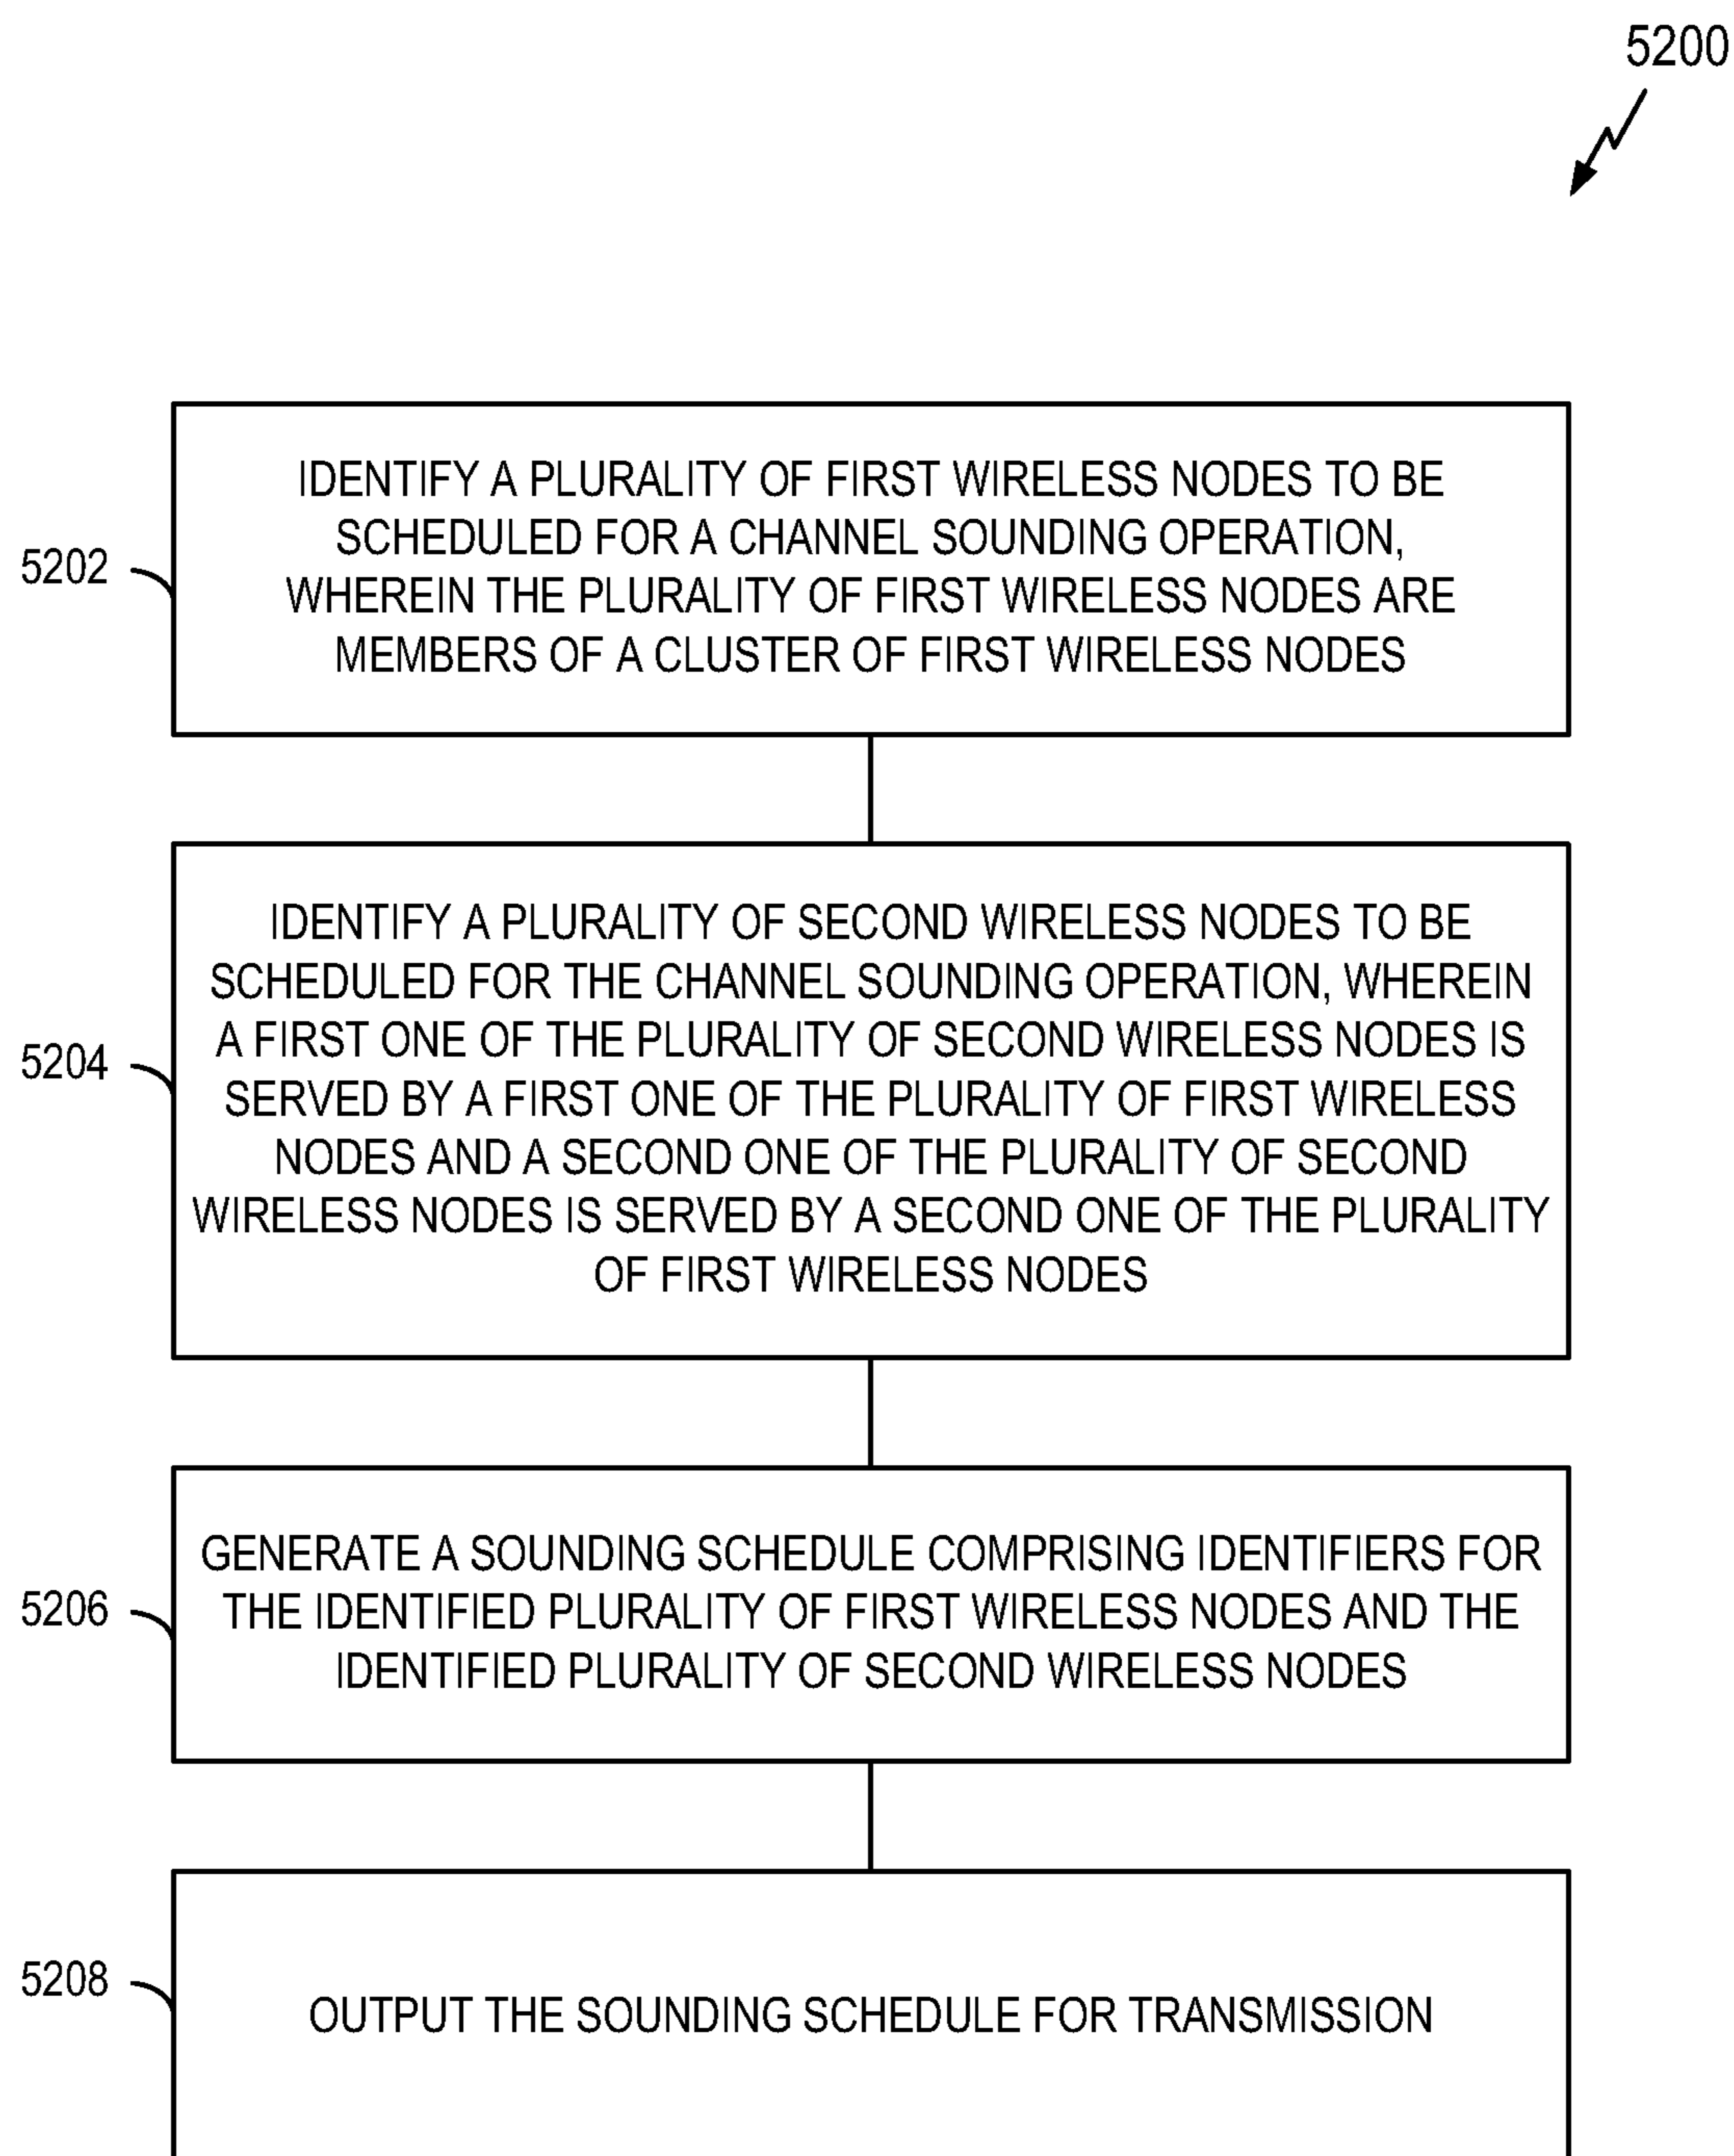 5200
IDENTIFY A PLURALITY OF FIRST WIRELESS NODES TO BE
SCHEDULED FOR A CHANNEL SOUNDING OPERATION,
WHEREIN THE PLURALITY OF FIRST WIRELESS NODES ARE
MEMBERS OF A CLUSTER OF FIRST WIRELESS NODES
5202
IDENTIFY A PLURALITY OF SECOND WIRELESS NODES TO BE
SCHEDULED FOR THE CHANNEL SOUNDING OPERATION, WHEREIN
A FIRST ONE OF THE PLURALITY OF SECOND WIRELESS NODES IS
SERVED BY A FIRST ONE OF THE PLURALITY OF FIRST WIRELESS
NODES AND A SECOND ONE OF THE PLURALITY OF SECOND
WIRELESS NODES IS SERVED BY A SECOND ONE OF THE PLURALITY
OF FIRST WIRELESS NODES
5204
GENERATE A SOUNDING SCHEDULE COMPRISING IDENTIFIERS FOR
THE IDENTIFIED PLURALITY OF FIRST WIRELESS NODES AND THE
IDENTIFIED PLURALITY OF SECOND WIRELESS NODES
5206
OUTPUT THE SOUNDING SCHEDULE FOR TRANSMISSION
5208